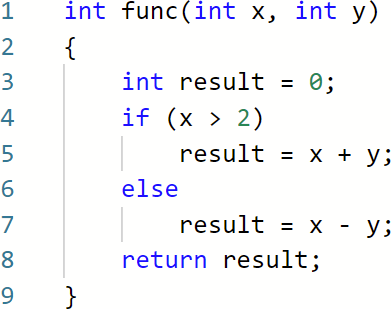 1 int func(int x, int y)
2 {
3     int result = 0;
4     if (x > 2)
5         result = x + y;
6     else
7         result = x - y;
8     return result;
9 }